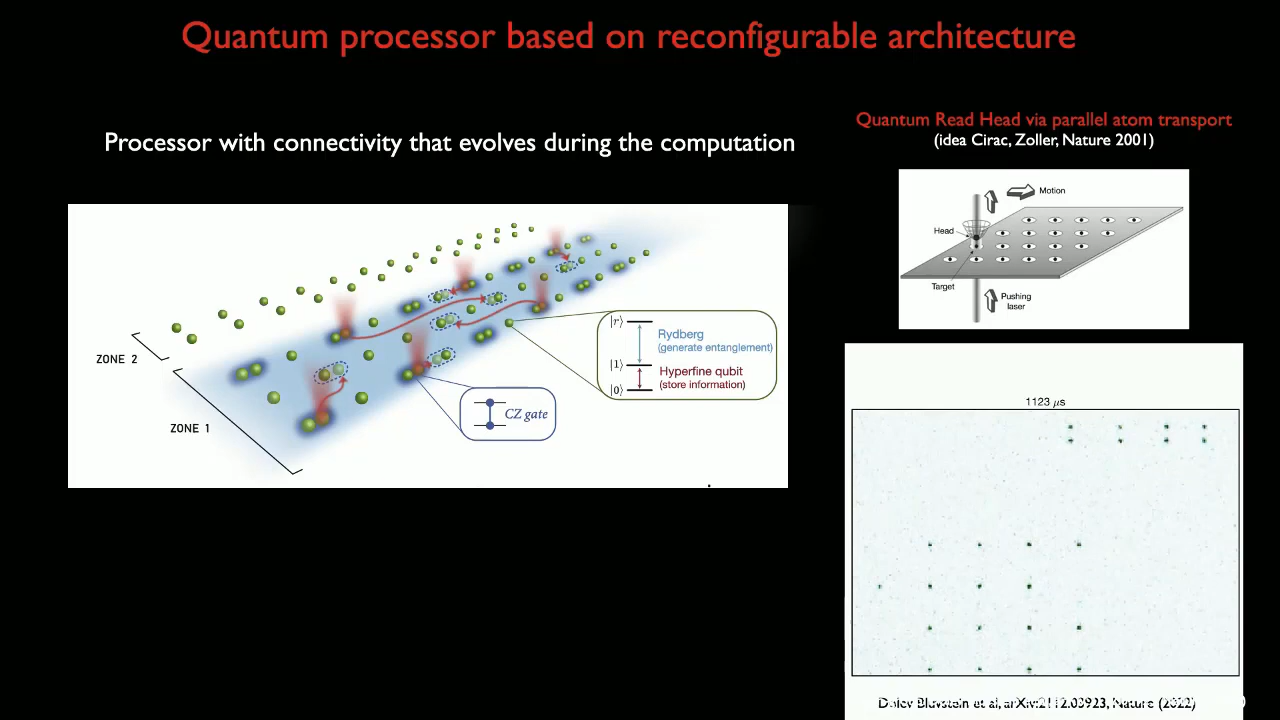 Quantum processor based on reconfigurable architecture
Processor with connectivity that evolves during the computation
Quantum Read Head via parallel atom transport
(idea Cirac, Zoller, Nature 2001)
Motion
Head
Target
Pushing
laser
ZONE 2
ZONE 1
|r⟩
Rydberg
(generate entanglement)
|1⟩
Hyperfine qubit
(store information)
|0⟩
CZ gate
1123 μs
Dolev Bluvstein et al, arXiv:2112.03923, Nature (2022)